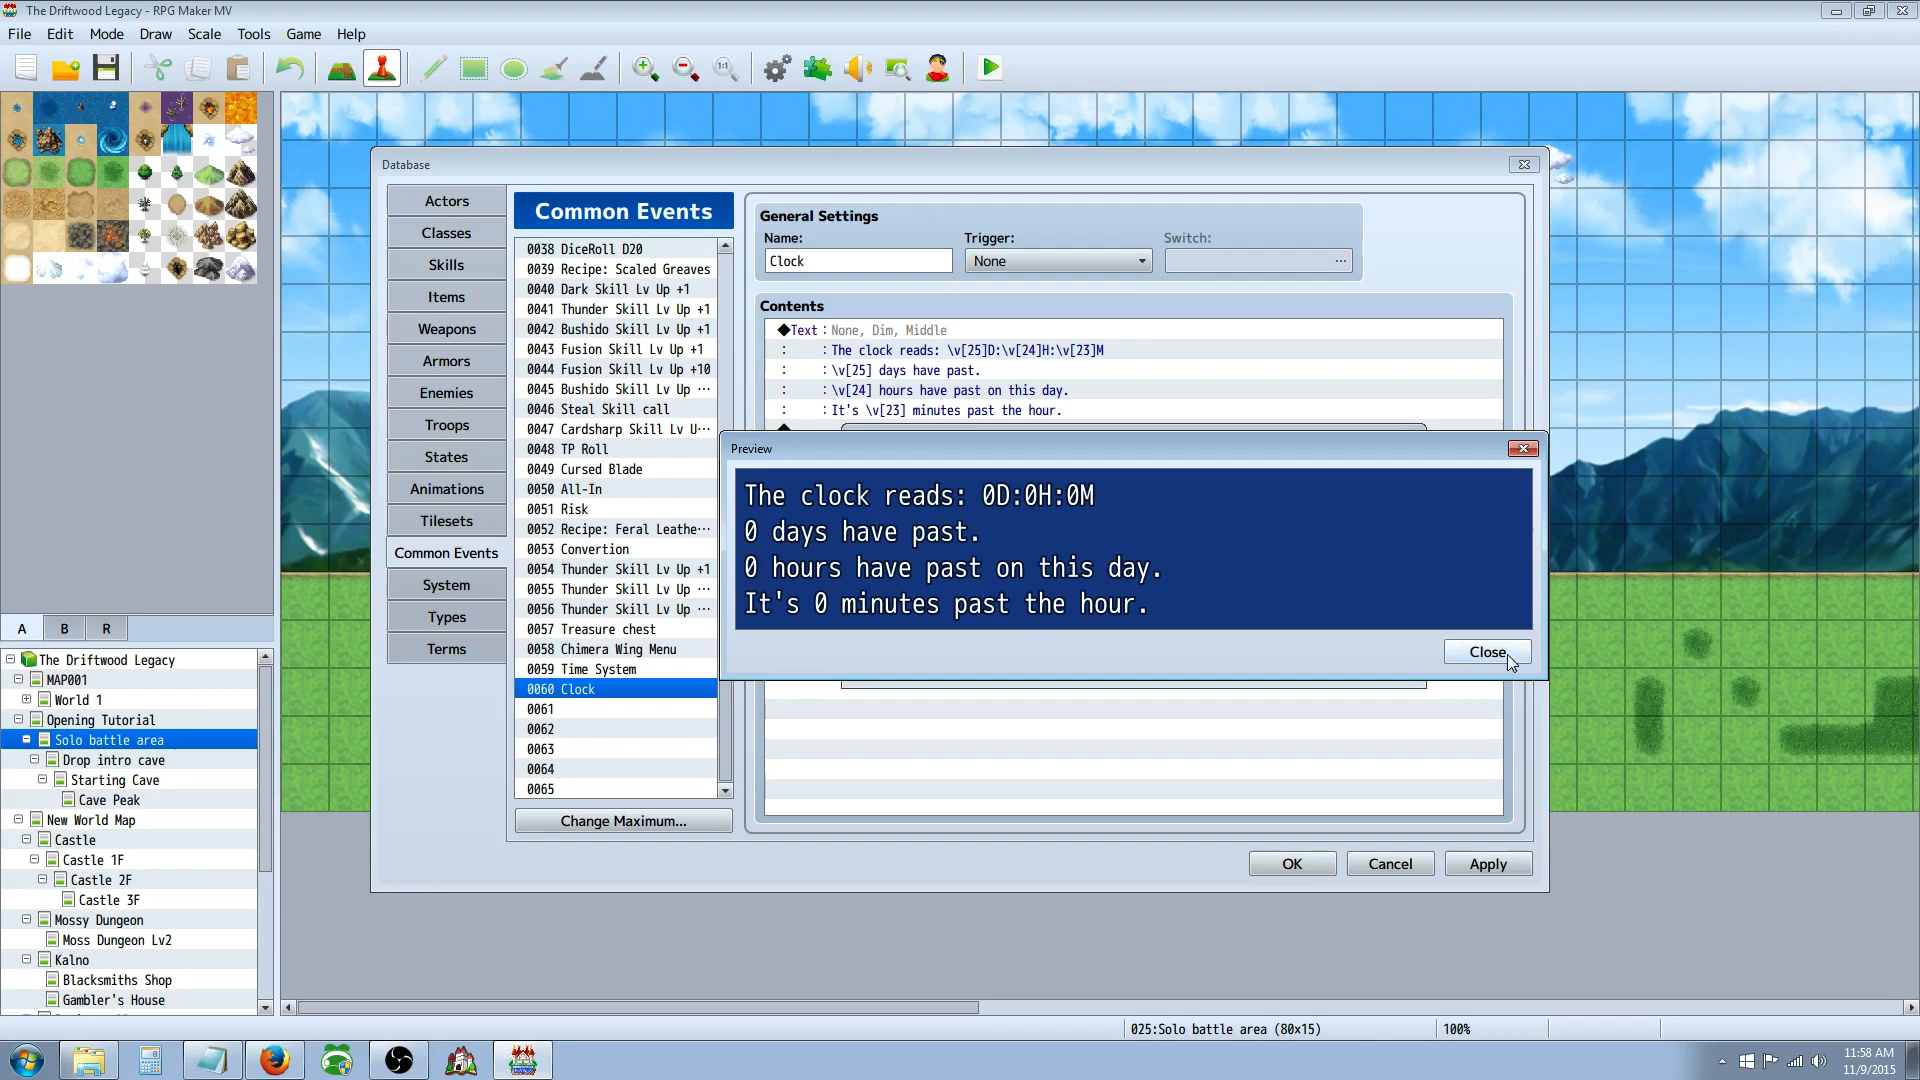 The Driftwood Legacy - RPG Maker MV
File Edit Mode Draw Scale Tools Game Help
1:1
Database
Actors
Classes
Skills
Items
Weapons
Armors
Enemies
Troops
States
Animations
Tilesets
Common Events
System
Types
Terms
Common Events
0038 DiceRoll D20
0039 Recipe: Scaled Greaves
0040 Dark Skill Lv Up +1
0041 Thunder Skill Lv Up +1
0042 Bushido Skill Lv Up +1
0043 Fusion Skill Lv Up +1
0044 Fusion Skill Lv Up +10
0045 Bushido Skill Lv Up ···
0046 Steal Skill call
0047 Cardsharp Skill Lv U···
0048 TP Roll
0049 Cursed Blade
0050 All-In
0051 Risk
0052 Recipe: Feral Leathe···
0053 Convertion
0054 Thunder Skill Lv Up +1
0055 Thunder Skill Lv Up ···
0056 Thunder Skill Lv Up ···
0057 Treasure chest
0058 Chimera Wing Menu
0059 Time System
0060 Clock
0061
0062
0063
0064
0065
Change Maximum...
General Settings
Name: Trigger: Switch:
Clock None ...
Contents
◆Text : None, Dim, Middle
: : The clock reads: \v[25]D:\v[24]H:\v[23]M
: : \v[25] days have past.
: : \v[24] hours have past on this day.
: : It's \v[23] minutes past the hour.
◆
Preview
The clock reads: 0D:0H:0M
0 days have past.
0 hours have past on this day.
It's 0 minutes past the hour.
Close
OK Cancel Apply
A B R
The Driftwood Legacy
MAP001
World 1
Opening Tutorial
Solo battle area
Drop intro cave
Starting Cave
Cave Peak
New World Map
Castle
Castle 1F
Castle 2F
Castle 3F
Mossy Dungeon
Moss Dungeon Lv2
Kalno
Blacksmiths Shop
Gambler's House
025:Solo battle area (80x15) 100%
11:58 AM
11/9/2015